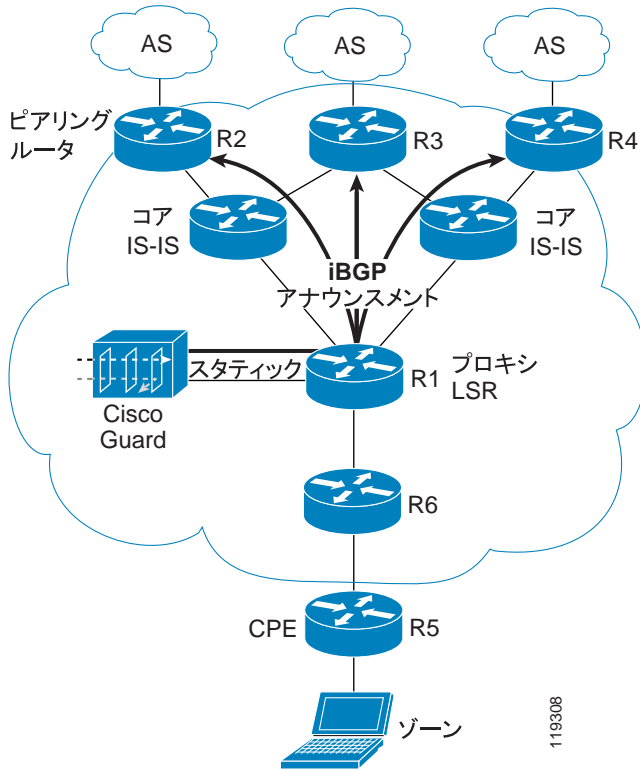 AS
AS
AS
ピアリング
ルータ
R2
R3
R4
コア
IS-IS
コア
IS-IS
iBGP
アナウンスメント
スタティック
R1
プロキシ
LSR
Cisco
Guard
R6
CPE
R5
ゾーン
119308